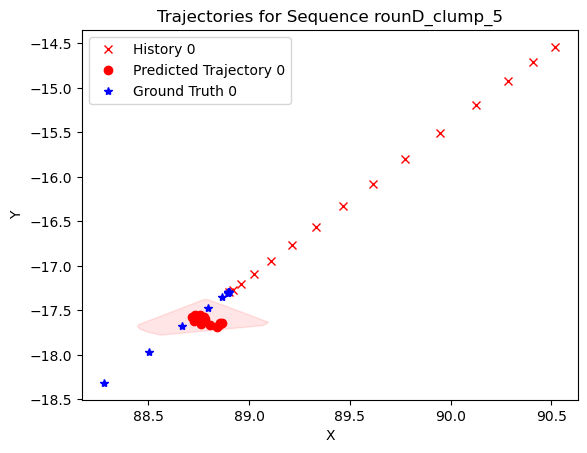 Trajectories for Sequence rounD_clump_5
History 0
Predicted Trajectory 0
Ground Truth 0
−14.5
−15.0
−15.5
−16.0
−16.5
−17.0
−17.5
−18.0
−18.5
Y
88.5 89.0 89.5 90.0 90.5
X